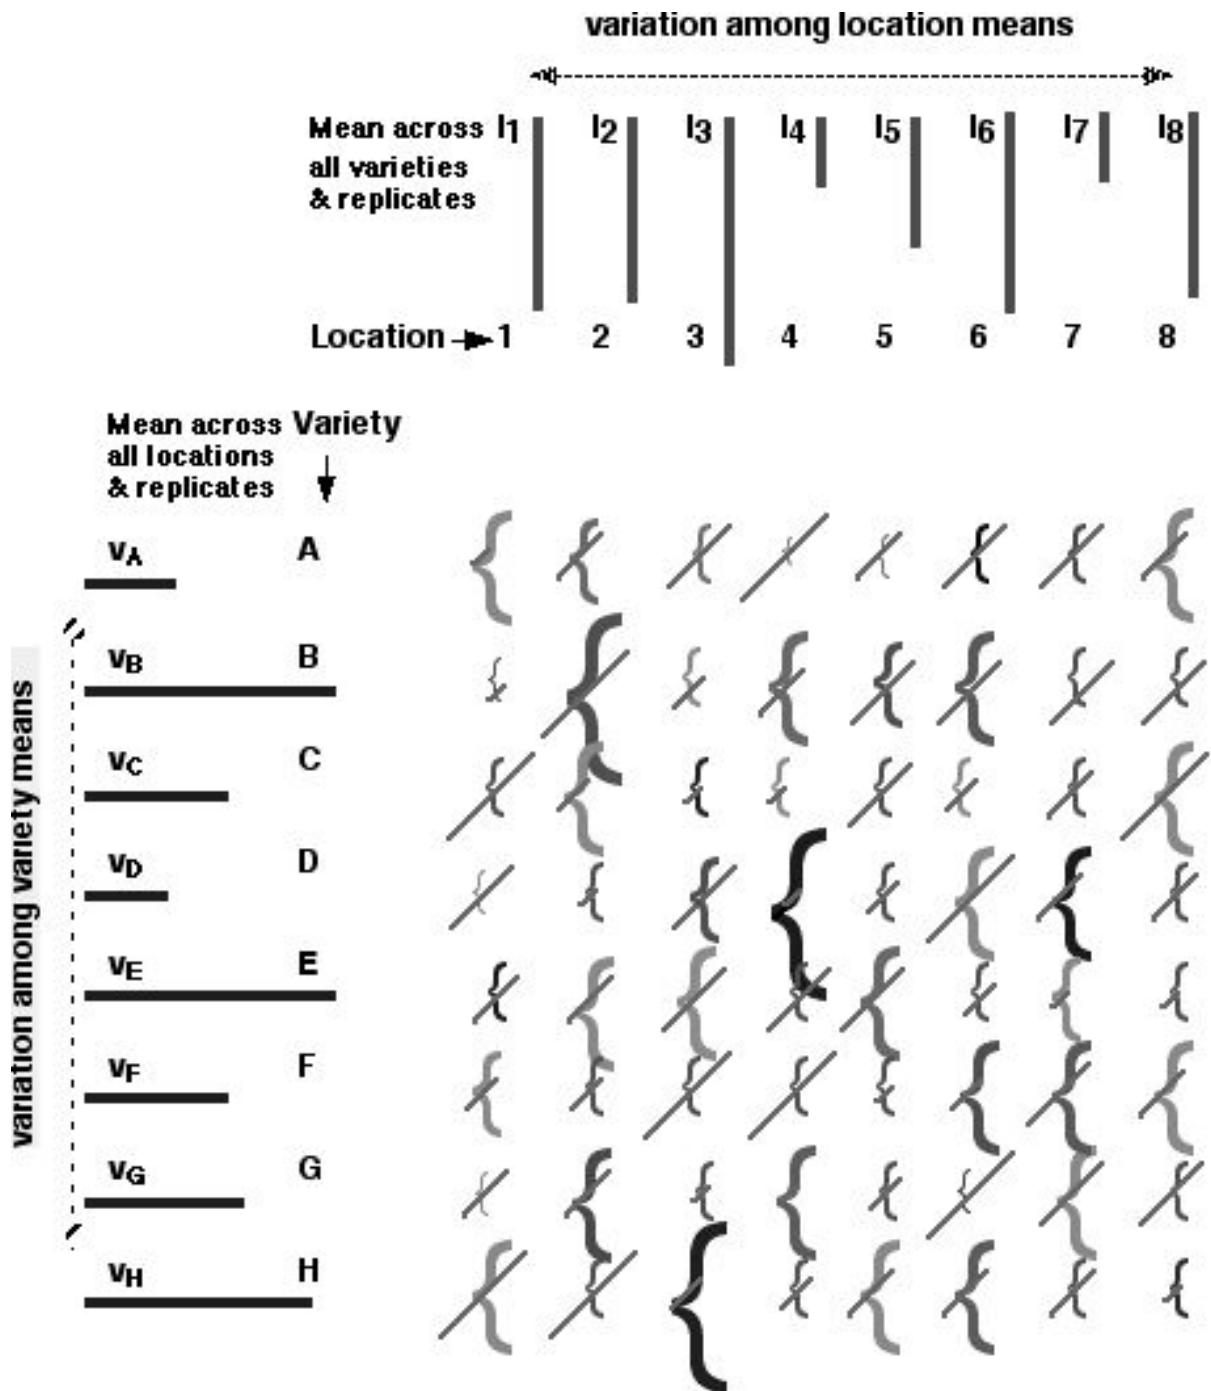 variation among location means
Mean across l1 l2 l3 l4 l5 l6 l7 l8
all varieties
& replicates
Location 1 2 3 4 5 6 7 8
Mean across Variety
all locations
& replicates
vA A
vB B
vC C
vD D
vE E
vF F
vG G
vH H
variation among variety means